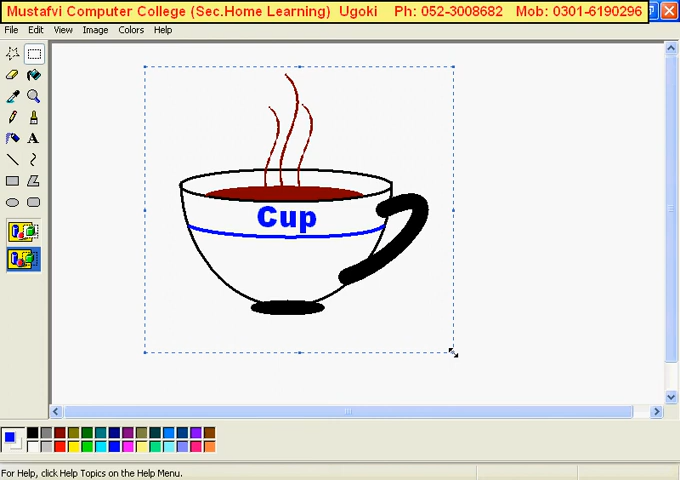 Mustafvi Computer College (Sec.Home Learning) Ugoki Ph: 052-3008682 Mob: 0301-6190296
File Edit View Image Colors Help
A
Cup
For Help, click Help Topics on the Help Menu.